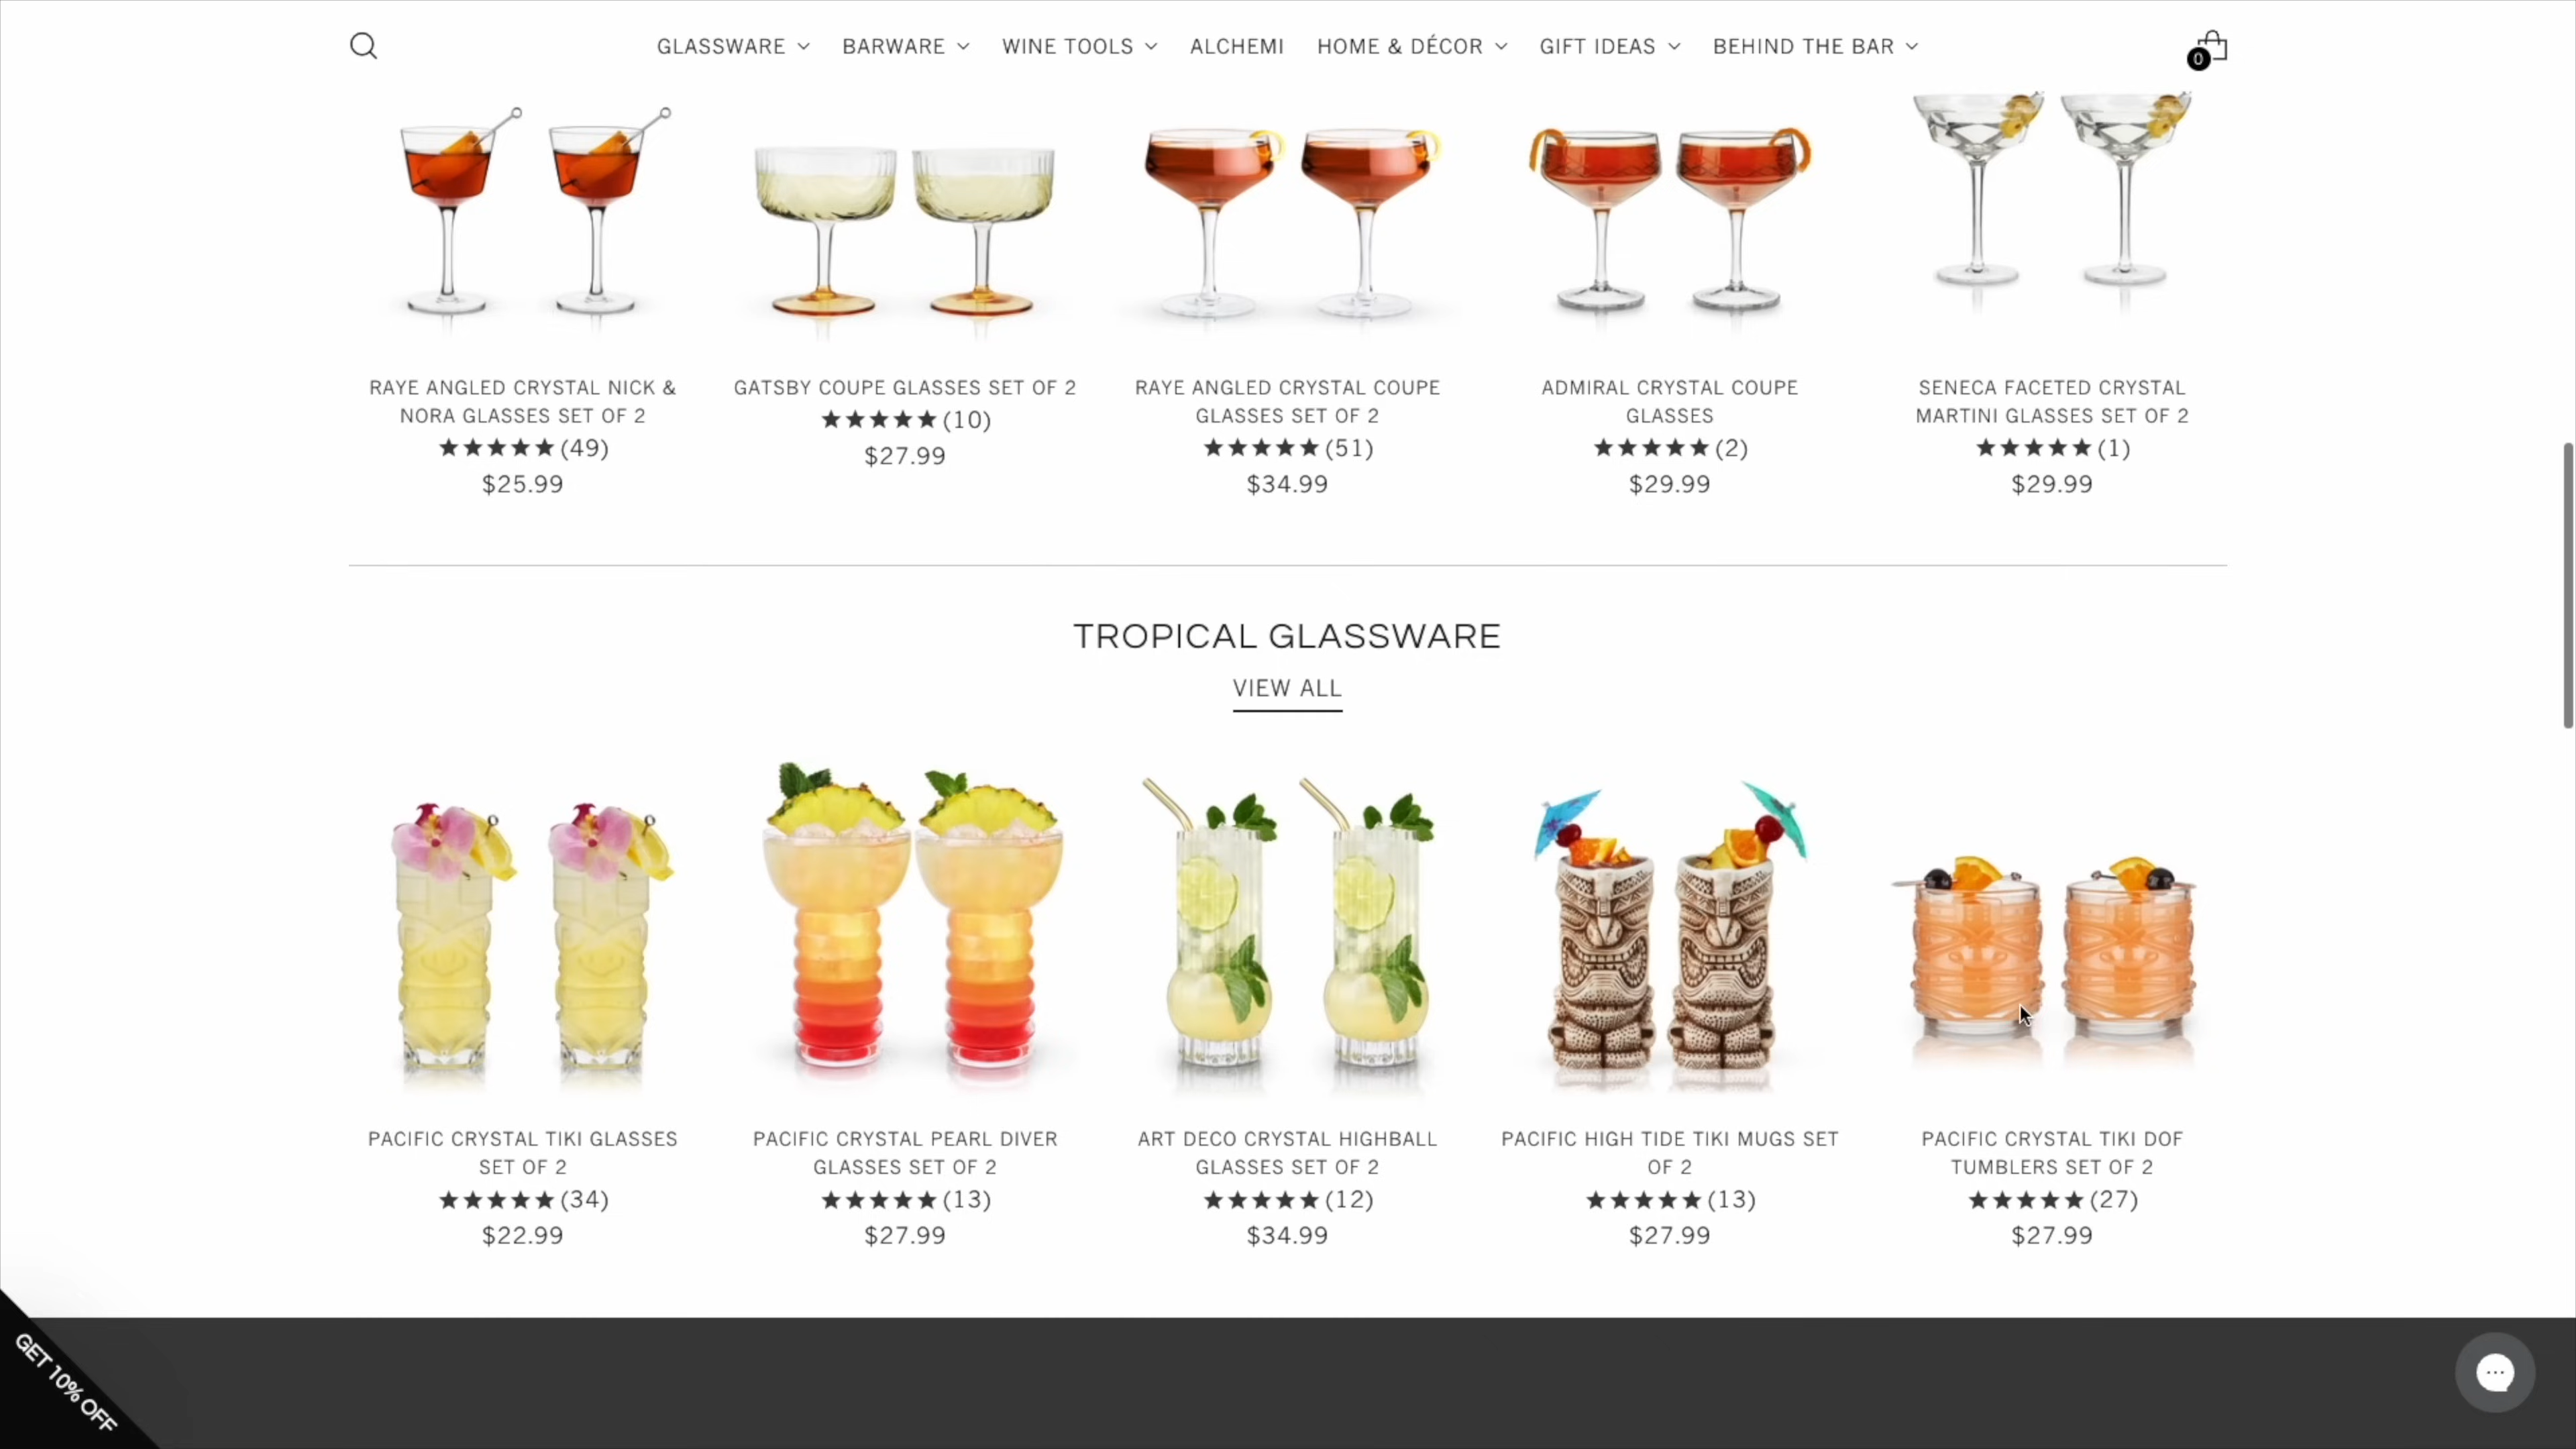 GLASSWARE BARWARE WINE TOOLS ALCHEMI HOME & DÉCOR GIFT IDEAS BEHIND THE BAR 0
RAYE ANGLED CRYSTAL NICK &
NORA GLASSES SET OF 2
★★★★★ (49)
$25.99
GATSBY COUPE GLASSES SET OF 2
★★★★★ (10)
$27.99
RAYE ANGLED CRYSTAL COUPE
GLASSES SET OF 2
★★★★★ (51)
$34.99
ADMIRAL CRYSTAL COUPE
GLASSES
★★★★★ (2)
$29.99
SENECA FACETED CRYSTAL
MARTINI GLASSES SET OF 2
★★★★★ (1)
$29.99
TROPICAL GLASSWARE
VIEW ALL
PACIFIC CRYSTAL TIKI GLASSES
SET OF 2
★★★★★ (34)
$22.99
PACIFIC CRYSTAL PEARL DIVER
GLASSES SET OF 2
★★★★★ (13)
$27.99
ART DECO CRYSTAL HIGHBALL
GLASSES SET OF 2
★★★★★ (12)
$34.99
PACIFIC HIGH TIDE TIKI MUGS SET
OF 2
★★★★★ (13)
$27.99
PACIFIC CRYSTAL TIKI DOF
TUMBLERS SET OF 2
★★★★★ (27)
$27.99
GET 10% OFF